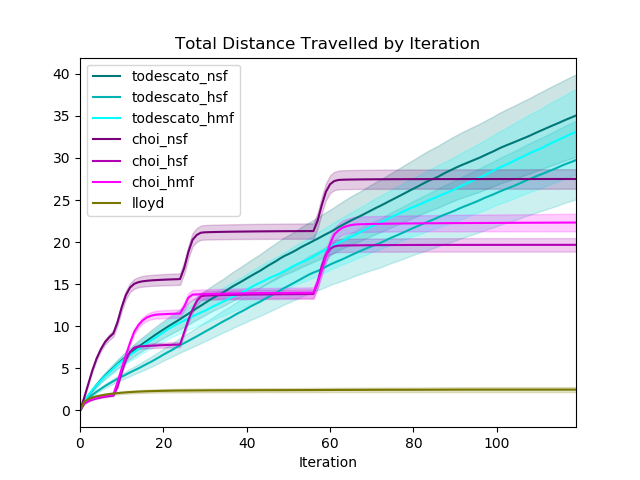 Total Distance Travelled by Iteration
40
35
30
25
20
15
10
5
0
todescato_nsf
todescato_hsf
todescato_hmf
choi_nsf
choi_hsf
choi_hmf
lloyd
0 20 40 60 80 100
Iteration